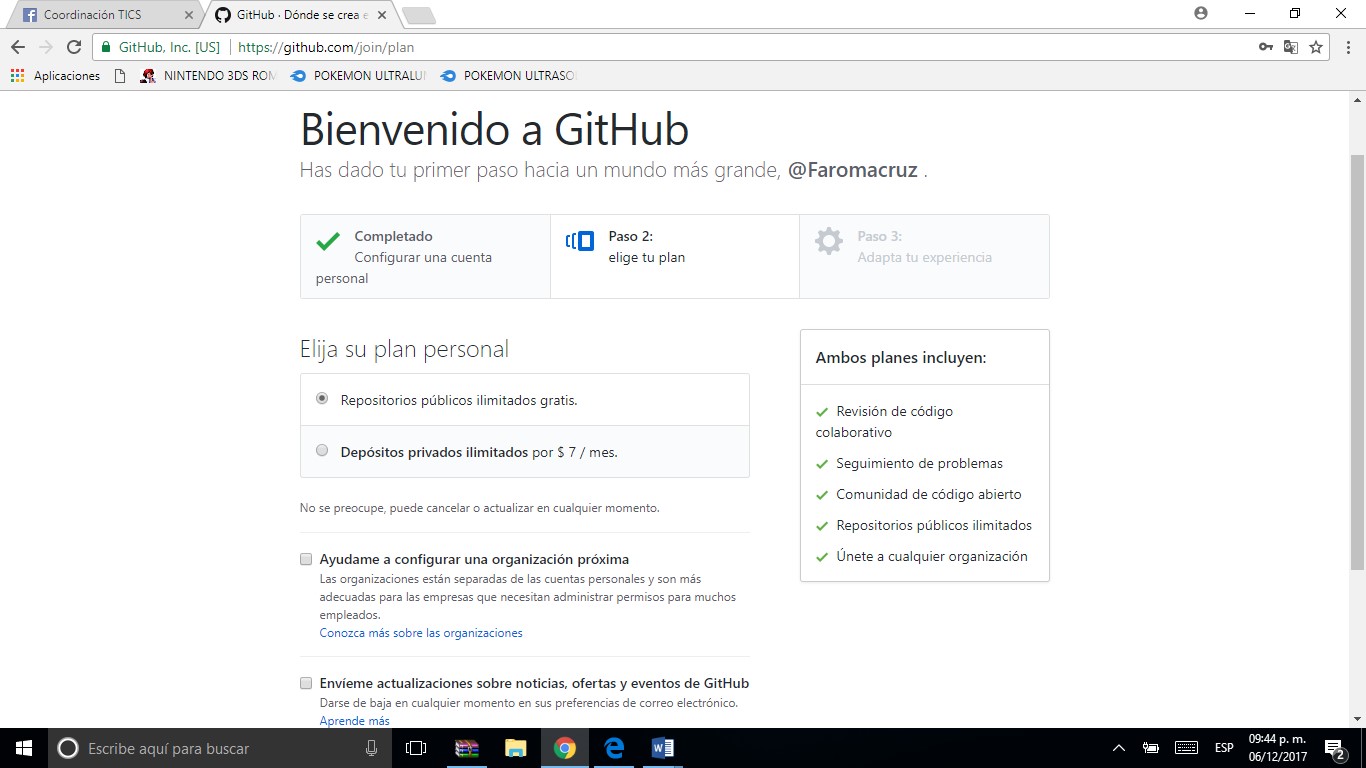 Coordinación TICS
GitHub · Dónde se crea e
GitHub, Inc. [US]
https://github.com/join/plan
Aplicaciones
NINTENDO 3DS ROM
POKEMON ULTRALU
POKEMON ULTRASO
Bienvenido a GitHub
Has dado tu primer paso hacia un mundo más grande, @Faromacruz .
Completado
Configurar una cuenta
personal
Paso 2:
elige tu plan
Paso 3:
Adapta tu experiencia
Elija su plan personal
Repositorios públicos ilimitados gratis.
Depósitos privados ilimitados por $ 7 / mes.
No se preocupe, puede cancelar o actualizar en cualquier momento.
Ayudame a configurar una organización próxima
Las organizaciones están separadas de las cuentas personales y son más
adecuadas para las empresas que necesitan administrar permisos para muchos
empleados.
Conozca más sobre las organizaciones
Envíeme actualizaciones sobre noticias, ofertas y eventos de GitHub
Darse de baja en cualquier momento en sus preferencias de correo electrónico.
Aprende más
Ambos planes incluyen:
Revisión de código
colaborativo
Seguimiento de problemas
Comunidad de código abierto
Repositorios públicos ilimitados
Únete a cualquier organización
Escribe aquí para buscar
ESP
09:44 p. m.
06/12/2017
2